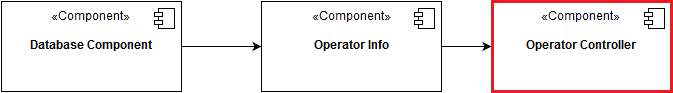 «Component»
Database Component
«Component»
Operator Info
«Component»
Operator Controller